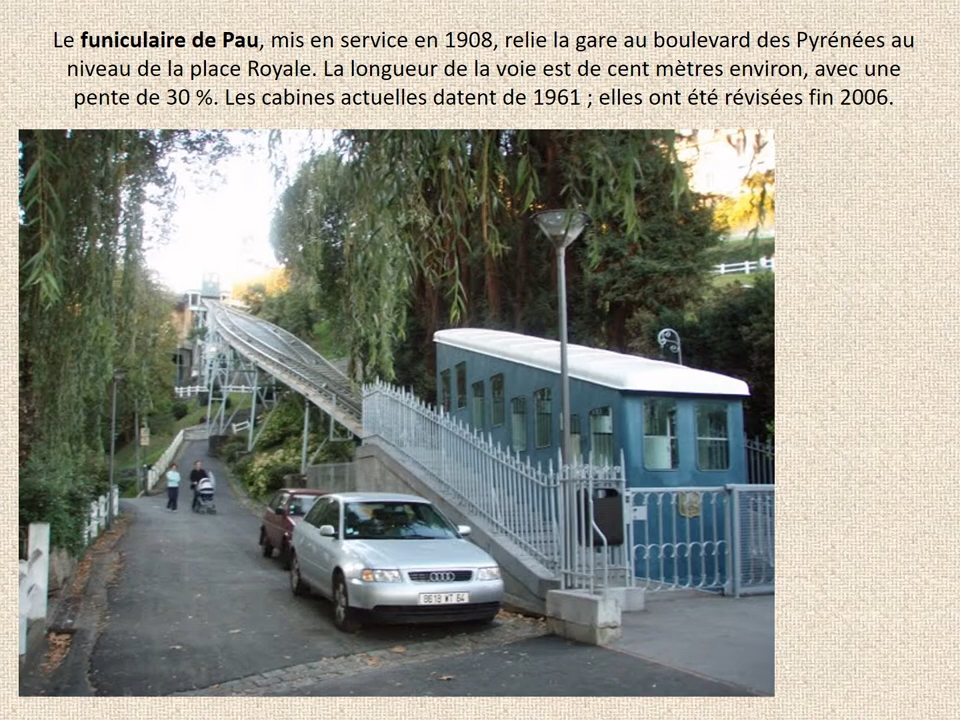 Le funiculaire de Pau, mis en service en 1908, relie la gare au boulevard des Pyrénées au
niveau de la place Royale. La longueur de la voie est de cent mètres environ, avec une
pente de 30 %. Les cabines actuelles datent de 1961 ; elles ont été révisées fin 2006.
9618 WT 64